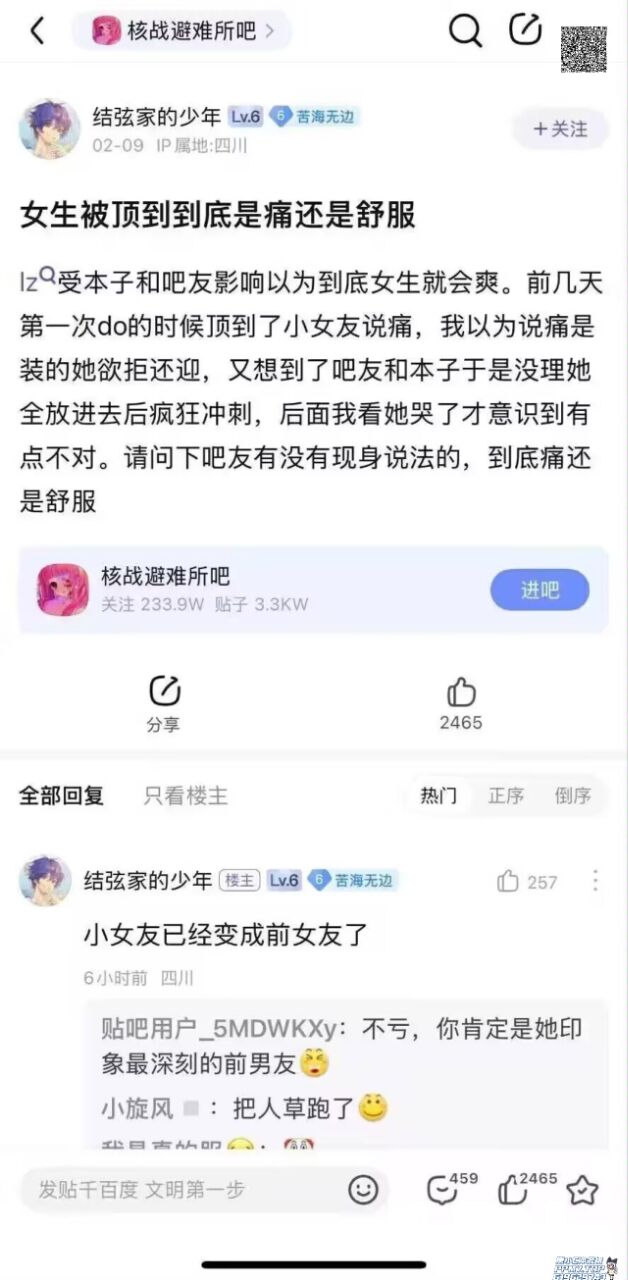 核战避难所吧
结弦家的少年 Lv.6 6 苦海无边
+关注
02-09 IP属地:四川
女生被顶到到底是痛还是舒服
lz受本子和吧友影响以为到底女生就会爽。前几天
第一次do的时候顶到了小女友说痛，我以为说痛是
装的她欲拒还迎，又想到了吧友和本子于是没理她
全放进去后疯狂冲刺，后面我看她哭了才意识到有
点不对。请问下吧友有没有现身说法的，到底痛还
是舒服
核战避难所吧
关注 233.9W 贴子 3.3KW
进吧
分享
2465
全部回复 只看楼主 热门 正序 倒序
结弦家的少年 楼主 Lv.6 6 苦海无边 257
小女友已经变成前女友了
6小时前 四川
贴吧用户_5MDWKXy：不亏，你肯定是她印
象最深刻的前男友
小旋风：把人草跑了
发贴千百度 文明第一步
459
2465